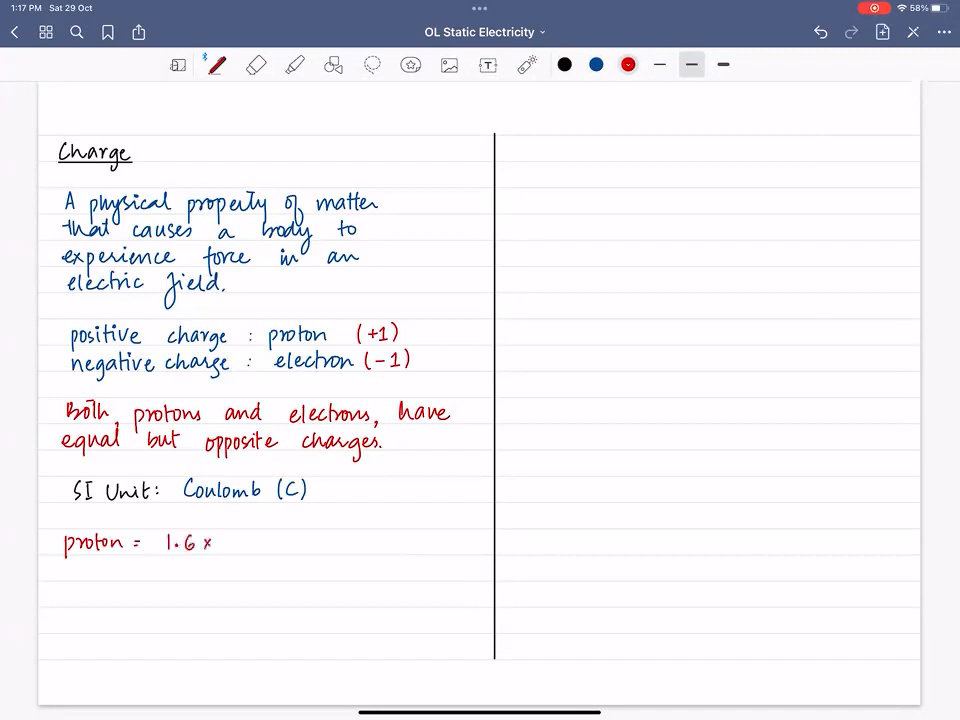 1:17 PM Sat 29 Oct
58%
OL Static Electricity
T
Charge
A physical property of matter
that causes a body to
experience force in an
electric field.
positive charge : proton (+1)
negative charge : electron (-1)
Both, protons and electrons, have
equal but opposite charges.
SI Unit: Coulomb (C)
proton = 1.6 ×